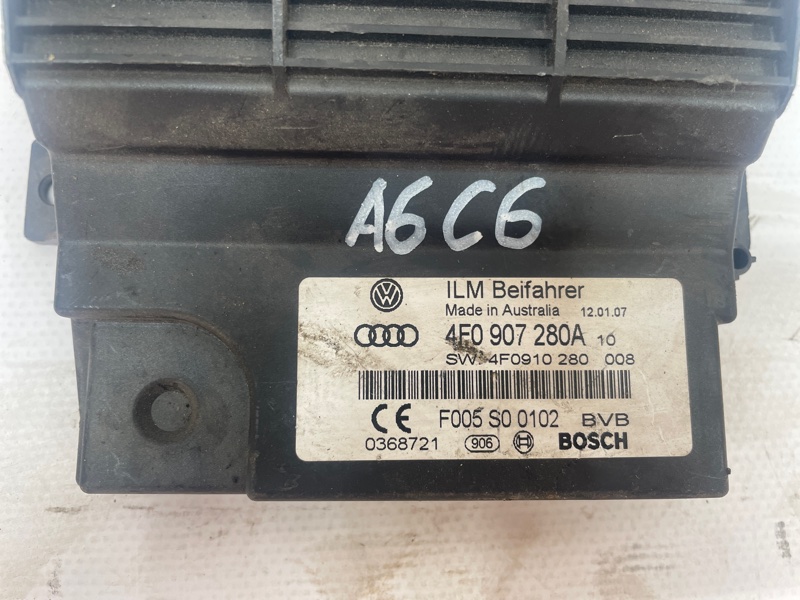 A6 C6
ILM Beifahrer
Made in Australia 12.01.07
4F0 907 280A 10
SW: 4F0910 280 008
CE F005 S0 0102 BVB
0368721 906 BOSCH